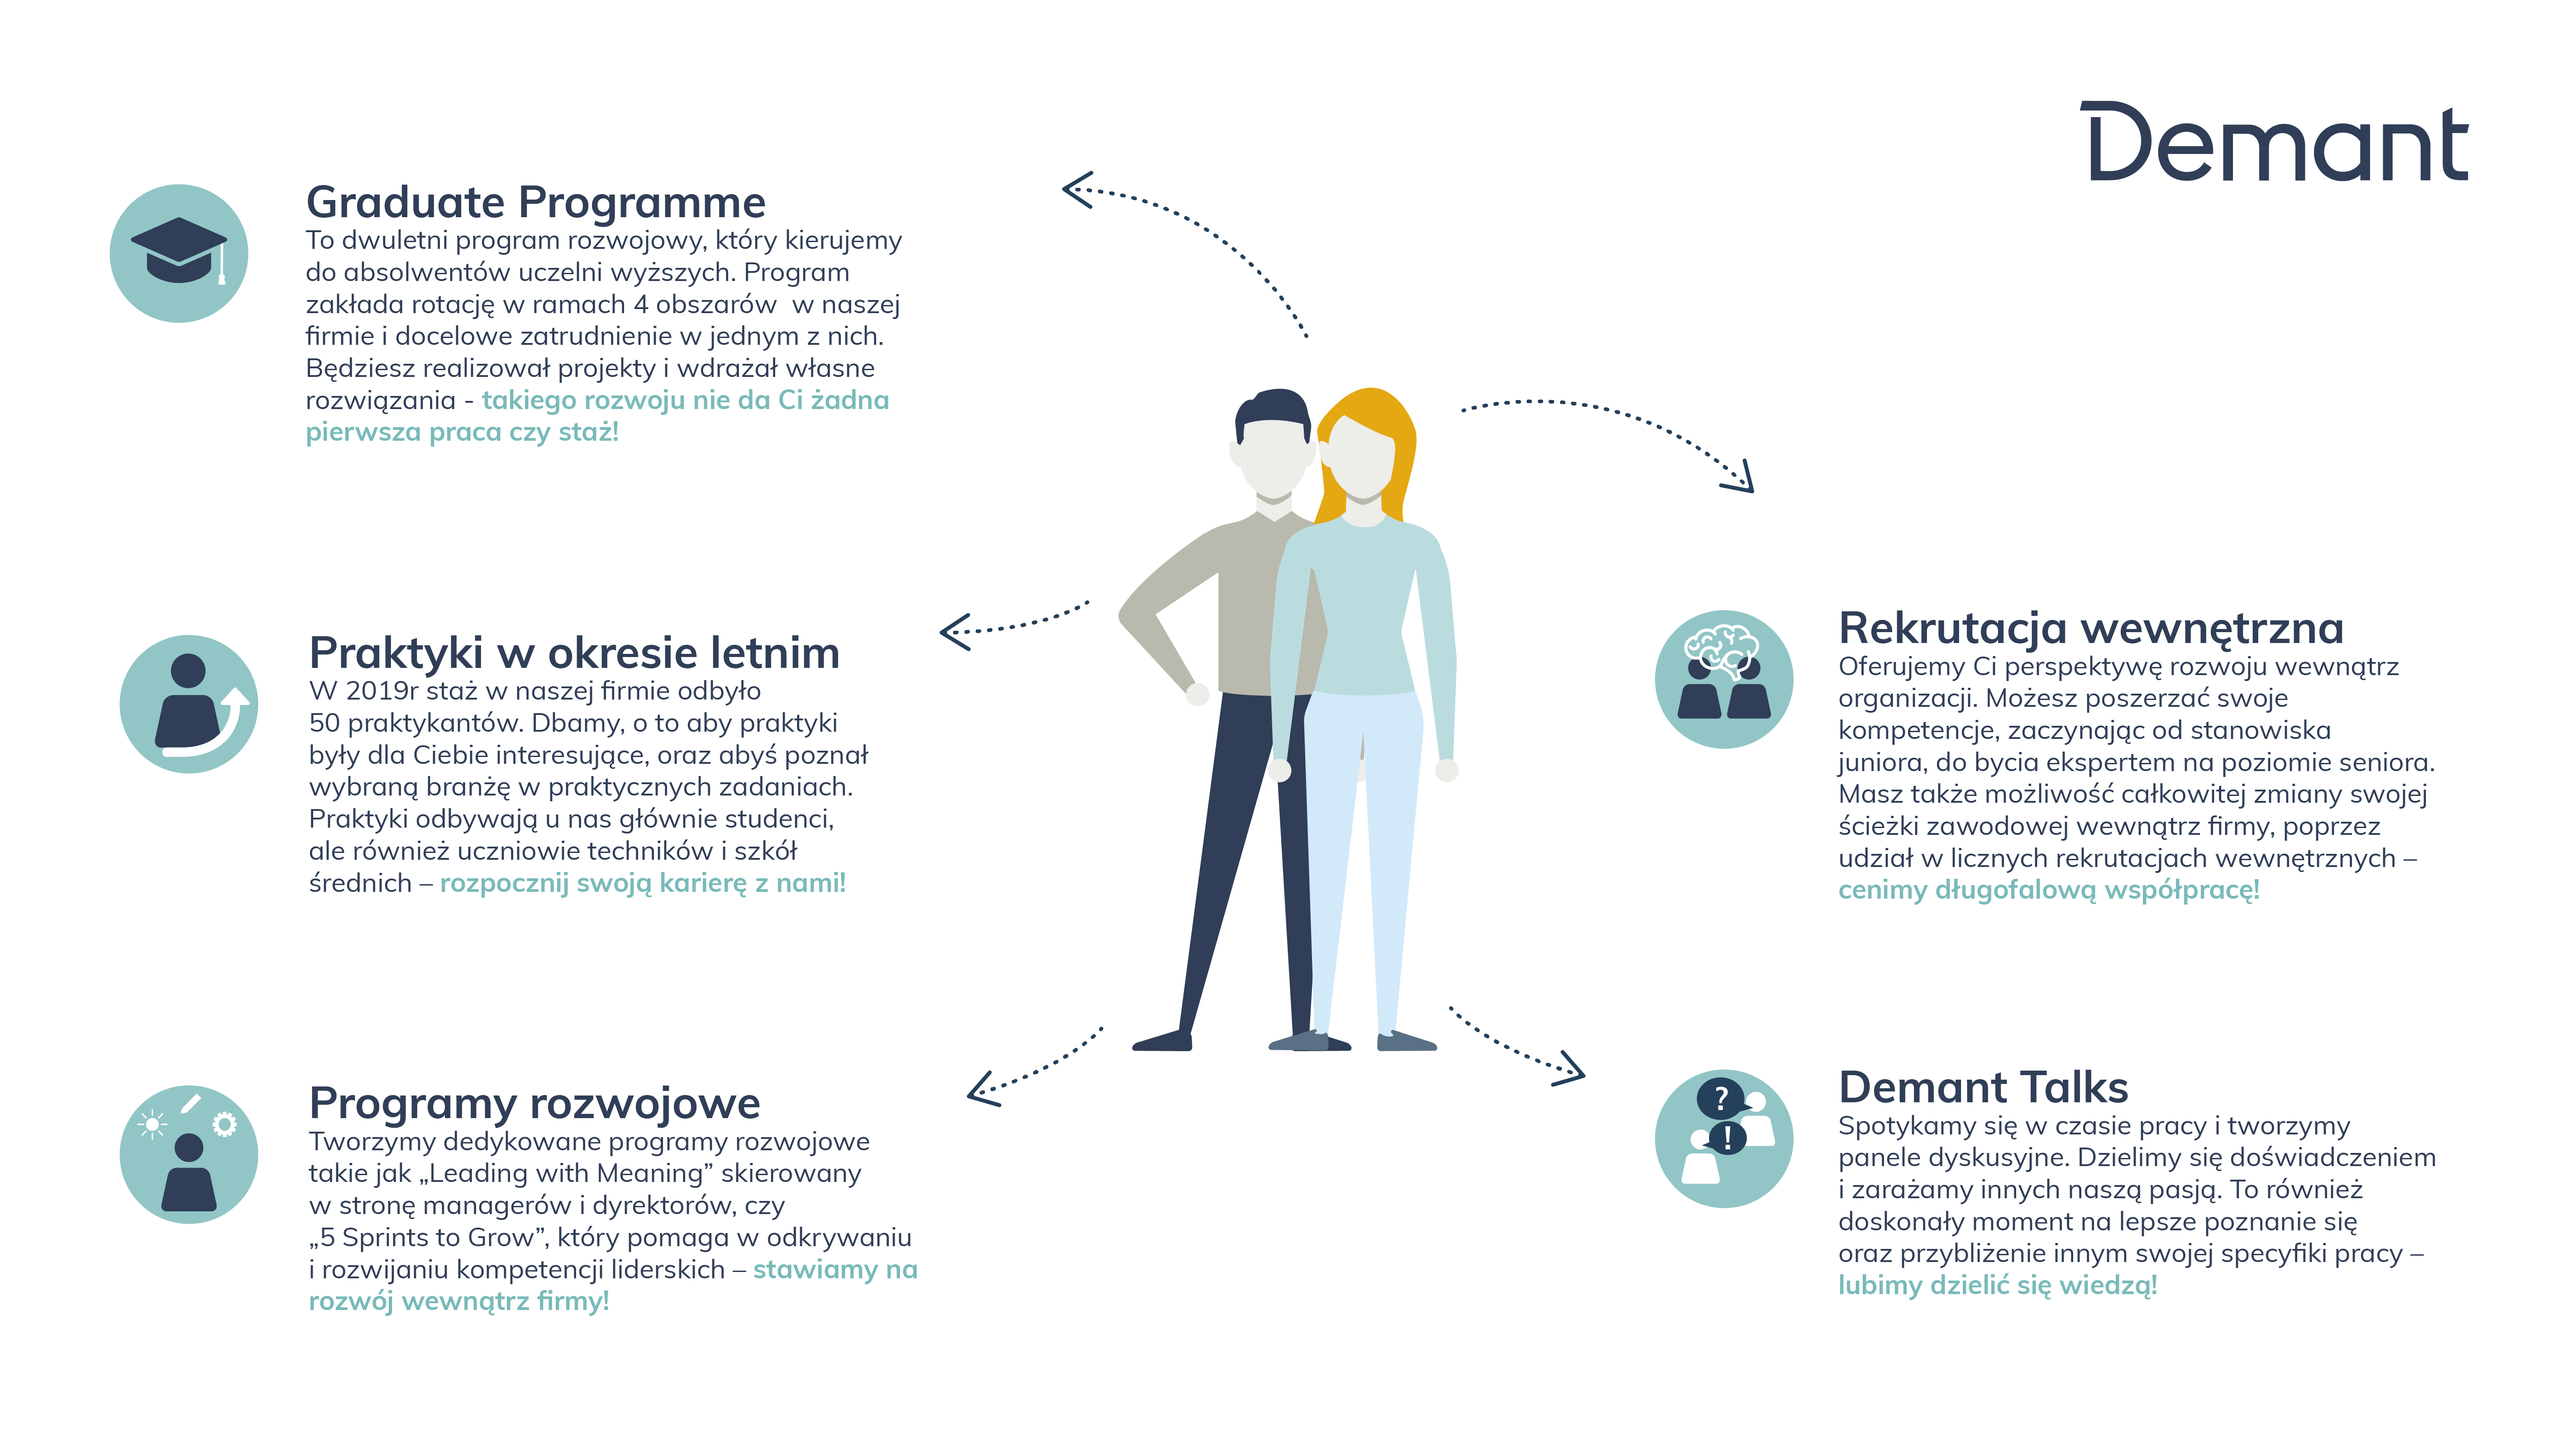 Demant
Graduate Programme
To dwuletni program rozwojowy, który kierujemy
do absolwentów uczelni wyższych. Program
zakłada rotację w ramach 4 obszarów  w naszej
firmie i docelowe zatrudnienie w jednym z nich.
Będziesz realizował projekty i wdrażał własne
rozwiązania - takiego rozwoju nie da Ci żadna
pierwsza praca czy staż!
Praktyki w okresie letnim
W 2019r staż w naszej firmie odbyło
50 praktykantów. Dbamy, o to aby praktyki
były dla Ciebie interesujące, oraz abyś poznał
wybraną branżę w praktycznych zadaniach.
Praktyki odbywają u nas głównie studenci,
ale również uczniowie techników i szkół
średnich – rozpocznij swoją karierę z nami!
Programy rozwojowe
Tworzymy dedykowane programy rozwojowe
takie jak „Leading with Meaning” skierowany
w stronę managerów i dyrektorów, czy
„5 Sprints to Grow”, który pomaga w odkrywaniu
i rozwijaniu kompetencji liderskich – stawiamy na
rozwój wewnątrz firmy!
Rekrutacja wewnętrzna
Oferujemy Ci perspektywę rozwoju wewnątrz
organizacji. Możesz poszerzać swoje
kompetencje, zaczynając od stanowiska
juniora, do bycia ekspertem na poziomie seniora.
Masz także możliwość całkowitej zmiany swojej
ścieżki zawodowej wewnątrz firmy, poprzez
udział w licznych rekrutacjach wewnętrznych –
cenimy długofalową współpracę!
?
!
Demant Talks
Spotykamy się w czasie pracy i tworzymy
panele dyskusyjne. Dzielimy się doświadczeniem
i zarażamy innych naszą pasją. To również
doskonały moment na lepsze poznanie się
oraz przybliżenie innym swojej specyfiki pracy –
lubimy dzielić się wiedzą!